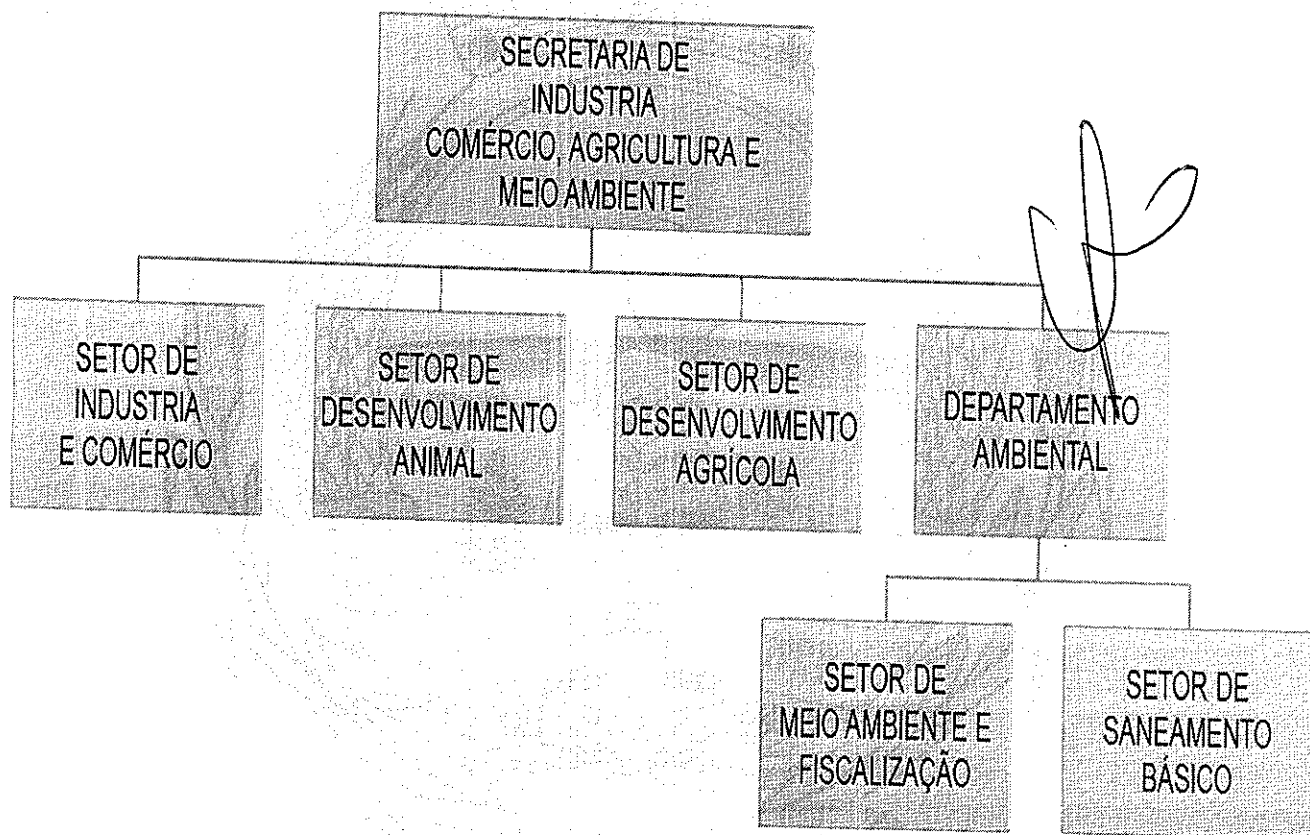 SECRETARIA DE
INDUSTRIA
COMÉRCIO, AGRICULTURA E
MEIO AMBIENTE
SETOR DE
INDUSTRIA
E COMÉRCIO
SETOR DE
DESENVOLVIMENTO
ANIMAL
SETOR DE
DESENVOLVIMENTO
AGRÍCOLA
DEPARTAMENTO
AMBIENTAL
SETOR DE
MEIO AMBIENTE E
FISCALIZAÇÃO
SETOR DE
SANEAMENTO
BÁSICO